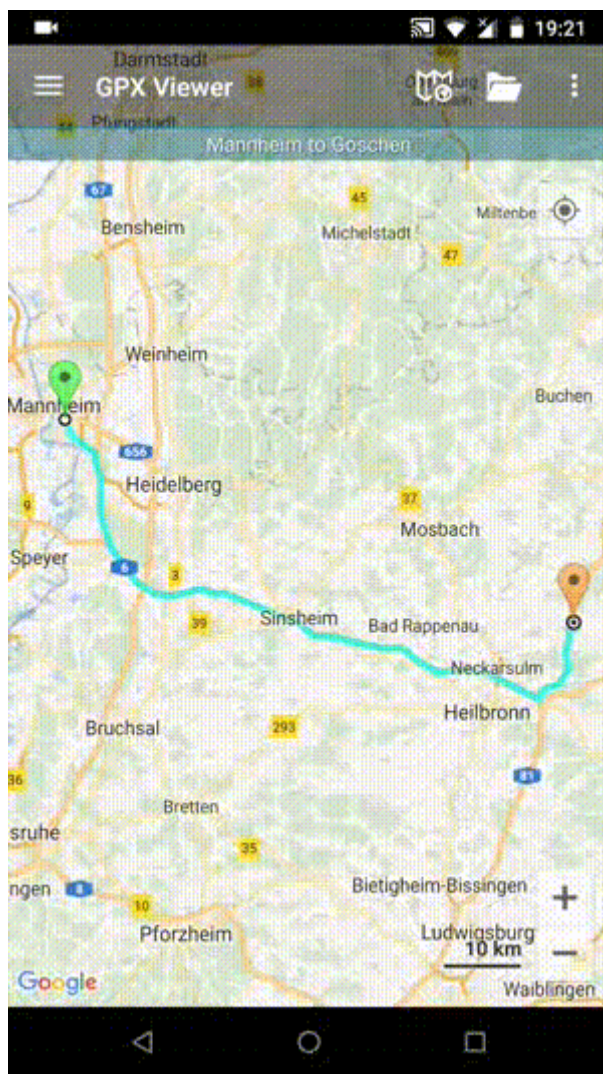 19:21
Darmstadt
GPX Viewer
38
Pfungstadt
Mannheim to Goschen
67
45
Miltenbe
Bensheim
Michelstadt
47
Weinheim
Buchen
Mannheim
656
Heidelberg
37
9
Mosbach
Speyer
6
3
39
Sinsheim
Bad Rappenau
Neckarsulm
Heilbronn
Bruchsal
293
36
81
Bretten
sruhe
35
ngen
8
10
Bietigheim-Bissingen
Pforzheim
Ludwigsburg
10 km
Google
Waiblingen